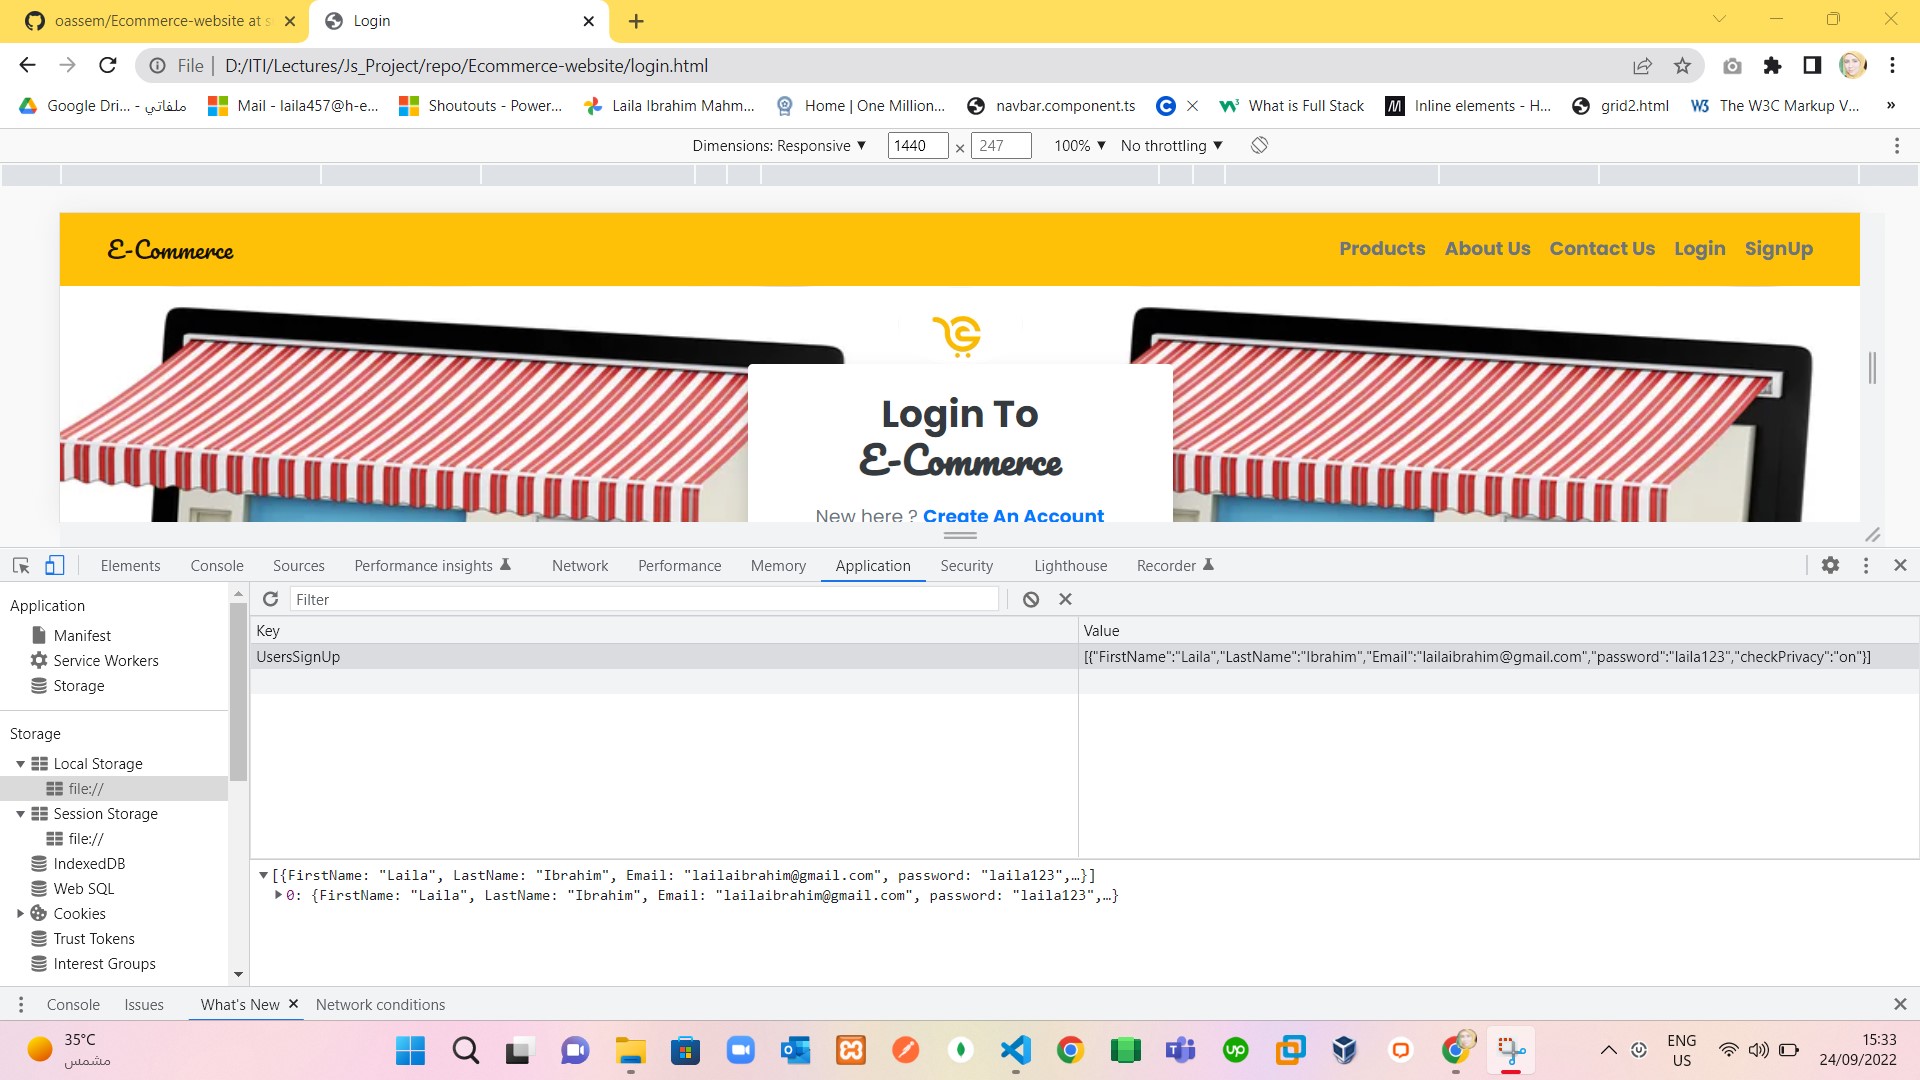 oassem/Ecommerce-website at s
Login
File
D:/ITI/Lectures/Js_Project/repo/Ecommerce-website/login.html
Google Dri... - ملفاتي
Mail - laila457@h-e...
Shoutouts - Power...
Laila Ibrahim Mahm...
Home | One Million...
navbar.component.ts
What is Full Stack
Inline elements - H...
grid2.html
The W3C Markup V...
»
Dimensions: Responsive ▼ 1440 × 247 100% ▼ No throttling ▼
E-Commerce
Products About Us Contact Us Login SignUp
Login To
E-Commerce
New here ? Create An Account
Elements Console Sources Performance insights Network Performance Memory Application Security Lighthouse Recorder
Application
Manifest
Service Workers
Storage
Storage
Local Storage
file://
Session Storage
file://
IndexedDB
Web SQL
Cookies
Trust Tokens
Interest Groups
Filter
Key Value
UsersSignUp [{"FirstName":"Laila","LastName":"Ibrahim","Email":"lailaibrahim@gmail.com","password":"laila123","checkPrivacy":"on"}]
▼[{FirstName: "Laila", LastName: "Ibrahim", Email: "lailaibrahim@gmail.com", password: "laila123",…}]
▶0: {FirstName: "Laila", LastName: "Ibrahim", Email: "lailaibrahim@gmail.com", password: "laila123",…}
Console Issues What's New Network conditions
35°C
مشمس
ENG
US
15:33
24/09/2022